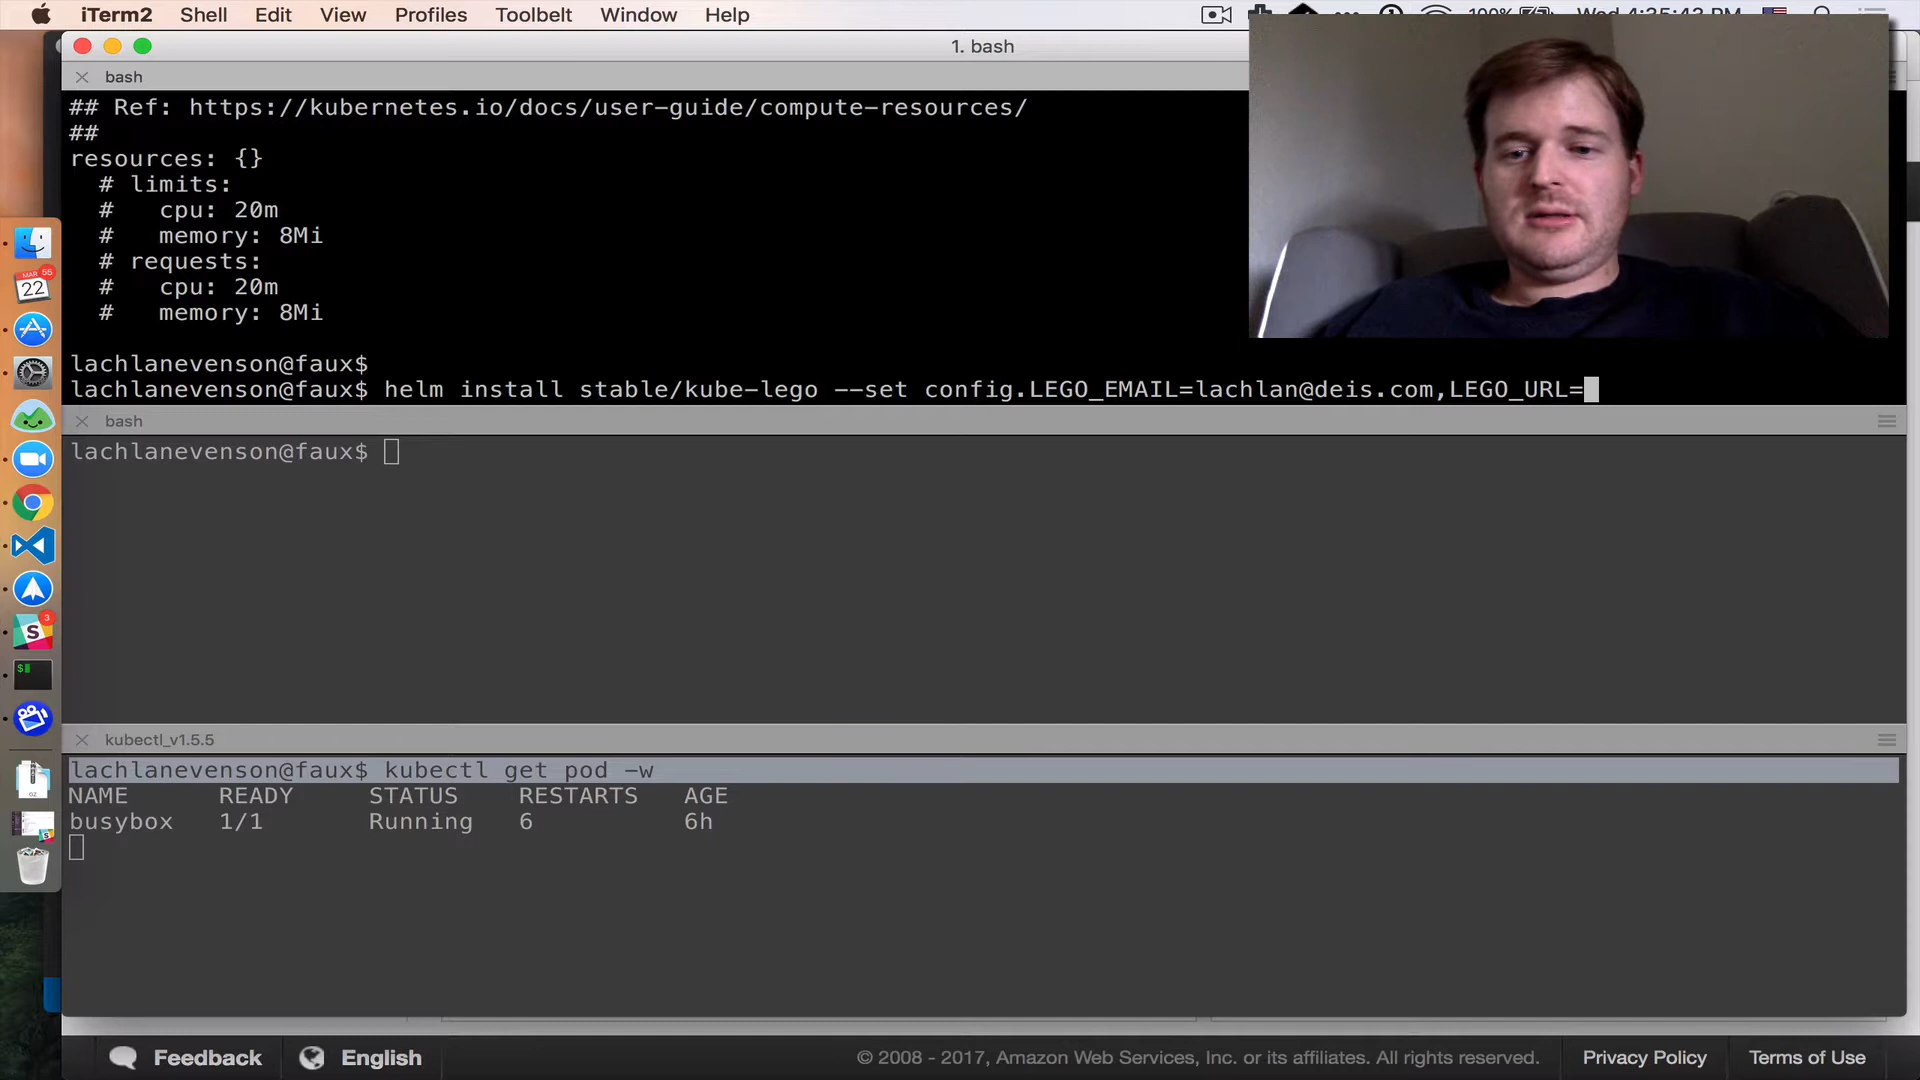 iTerm2 Shell Edit View Profiles Toolbelt Window Help
1. bash
bash
## Ref: https://kubernetes.io/docs/user-guide/compute-resources/
##
resources: {}
# limits:
# cpu: 20m
# memory: 8Mi
# requests:
# cpu: 20m
# memory: 8Mi
lachlanevenson@faux$
lachlanevenson@faux$ helm install stable/kube-lego --set config.LEGO_EMAIL=lachlan@deis.com,LEGO_URL=
bash
lachlanevenson@faux$
kubectl_v1.5.5
lachlanevenson@faux$ kubectl get pod -w
NAME READY STATUS RESTARTS AGE
busybox 1/1 Running 6 6h
MAR 55
22
3
S
$
Feedback English © 2008 - 2017, Amazon Web Services, Inc. or its affiliates. All rights reserved. Privacy Policy Terms of Use